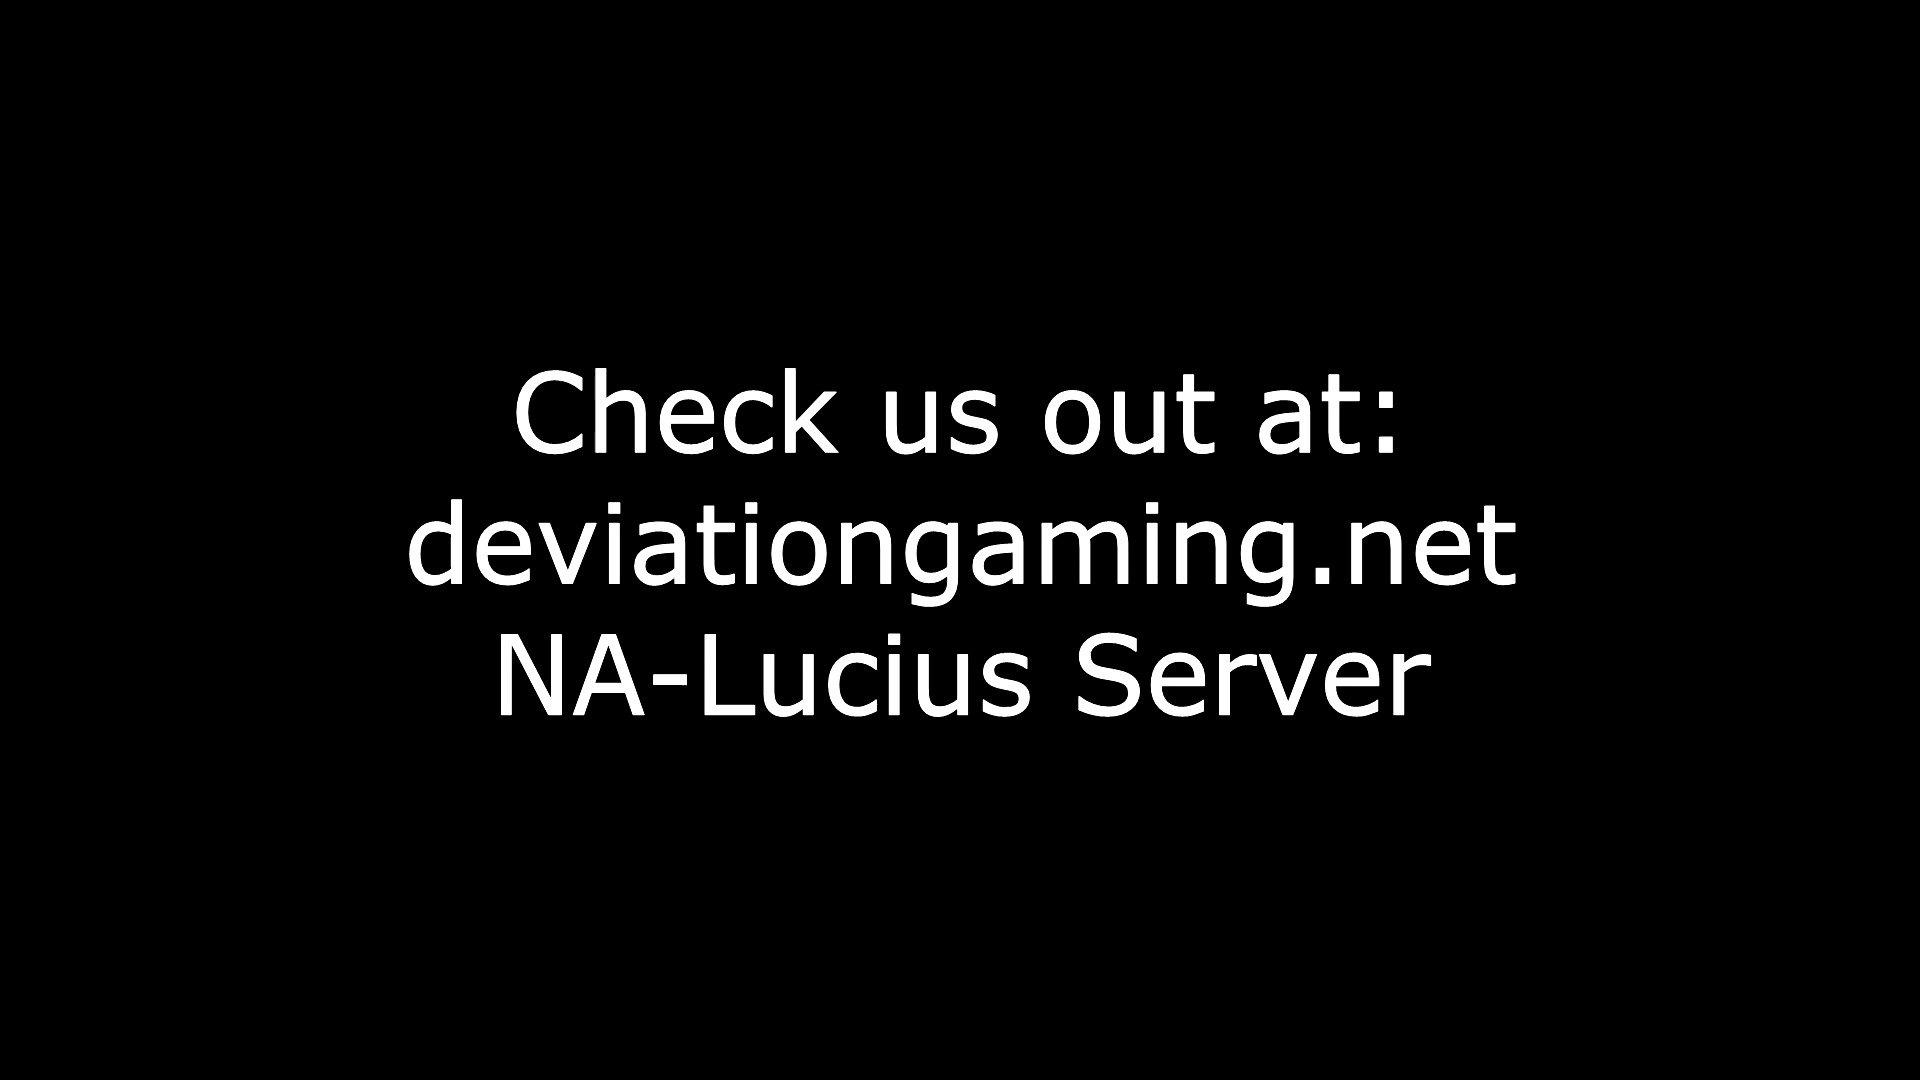 Check us out at:
deviationgaming.net
NA-Lucius Server